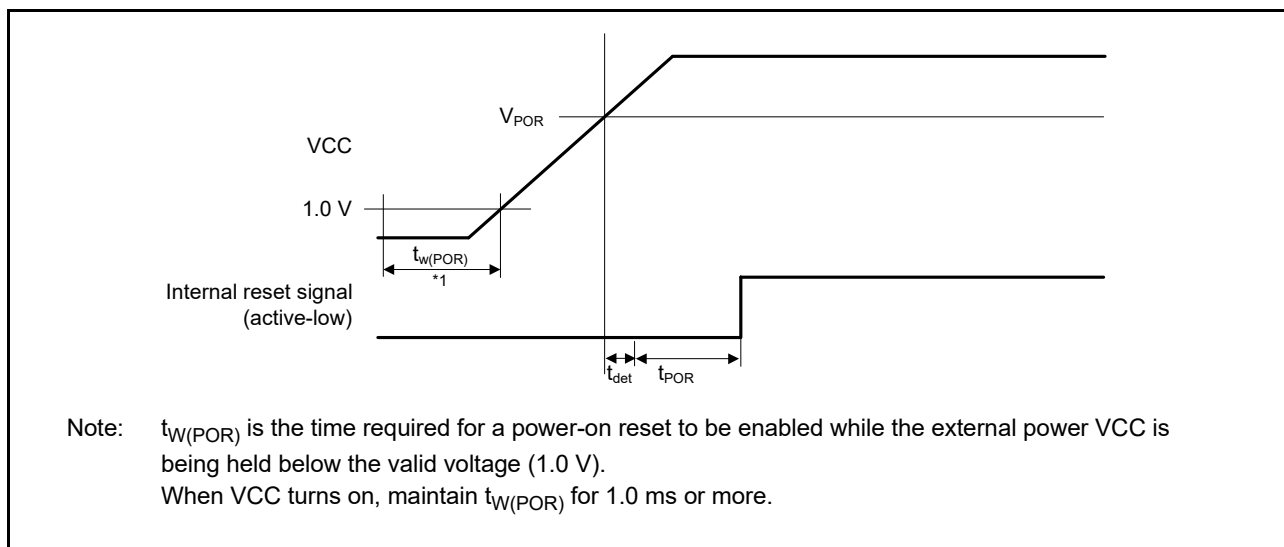 V_POR
VCC
1.0 V
t_w(POR)
*1
Internal reset signal
(active-low)
t_det t_POR
Note: t_W(POR) is the time required for a power-on reset to be enabled while the external power VCC is
being held below the valid voltage (1.0 V).
When VCC turns on, maintain t_W(POR) for 1.0 ms or more.